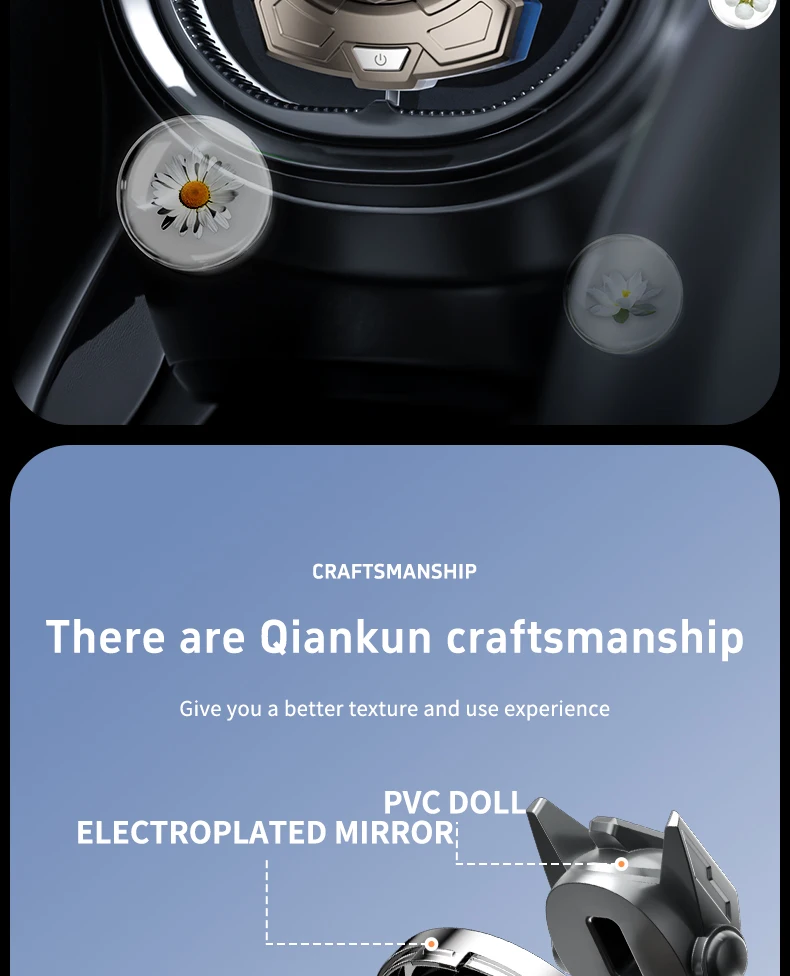 CRAFTSMANSHIP
There are Qiankun craftsmanship
Give you a better texture and use experience
PVC DOLL
ELECTROPLATED MIRROR